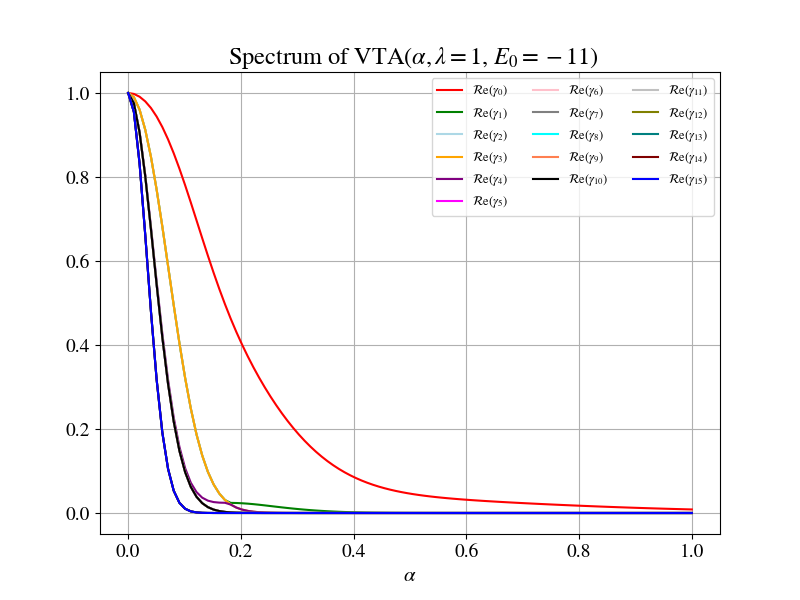 Spectrum of VTA(α, λ = 1, E₀ = −11)
1.0
0.8
0.6
0.4
0.2
0.0
ℛe(γ₀)
ℛe(γ₁)
ℛe(γ₂)
ℛe(γ₃)
ℛe(γ₄)
ℛe(γ₅)
ℛe(γ₆)
ℛe(γ₇)
ℛe(γ₈)
ℛe(γ₉)
ℛe(γ₁₀)
ℛe(γ₁₁)
ℛe(γ₁₂)
ℛe(γ₁₃)
ℛe(γ₁₄)
ℛe(γ₁₅)
0.0 0.2 0.4 0.6 0.8 1.0
α